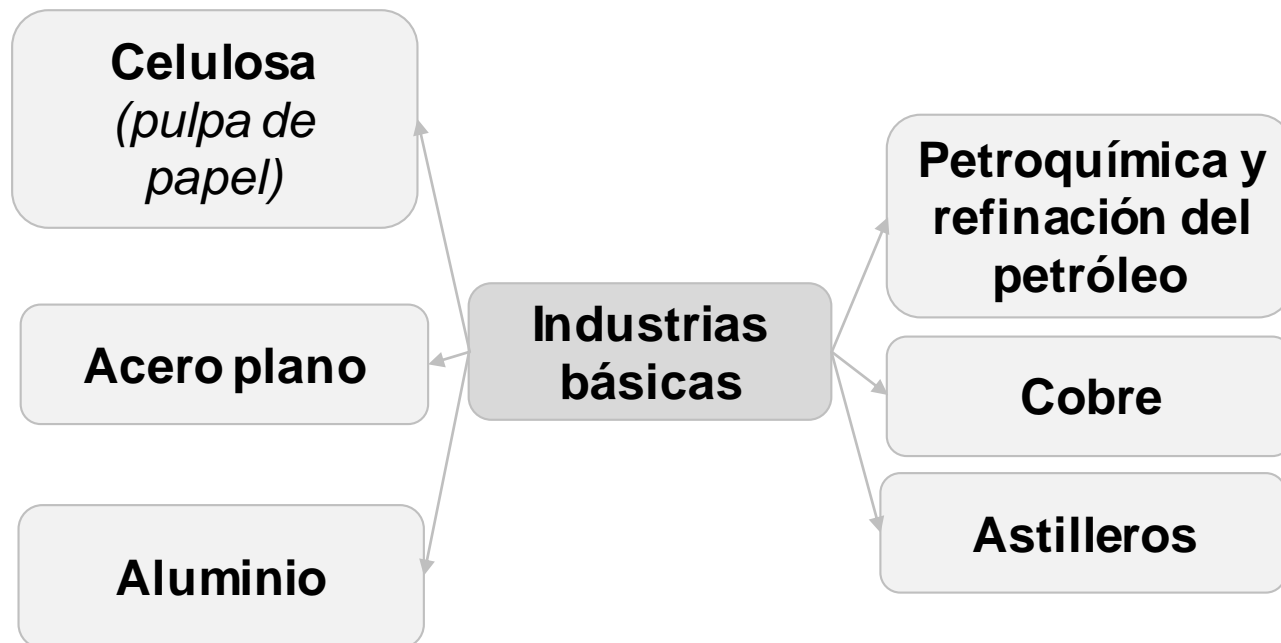 Celulosa
(pulpa de
papel)
Acero plano
Aluminio
Industrias
básicas
Petroquímica y
refinación del
petróleo
Cobre
Astilleros